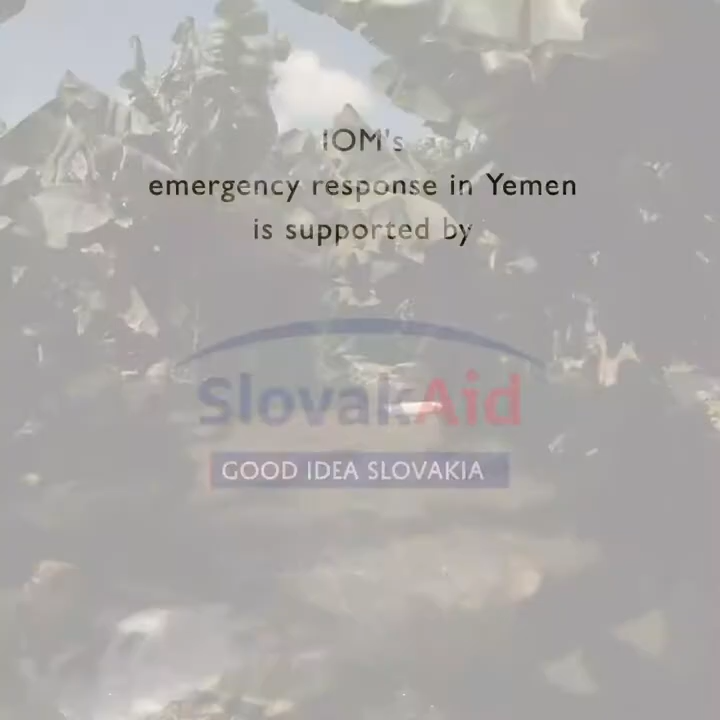 IOM's
emergency response in Yemen
is supported by
SlovakAid
GOOD IDEA SLOVAKIA